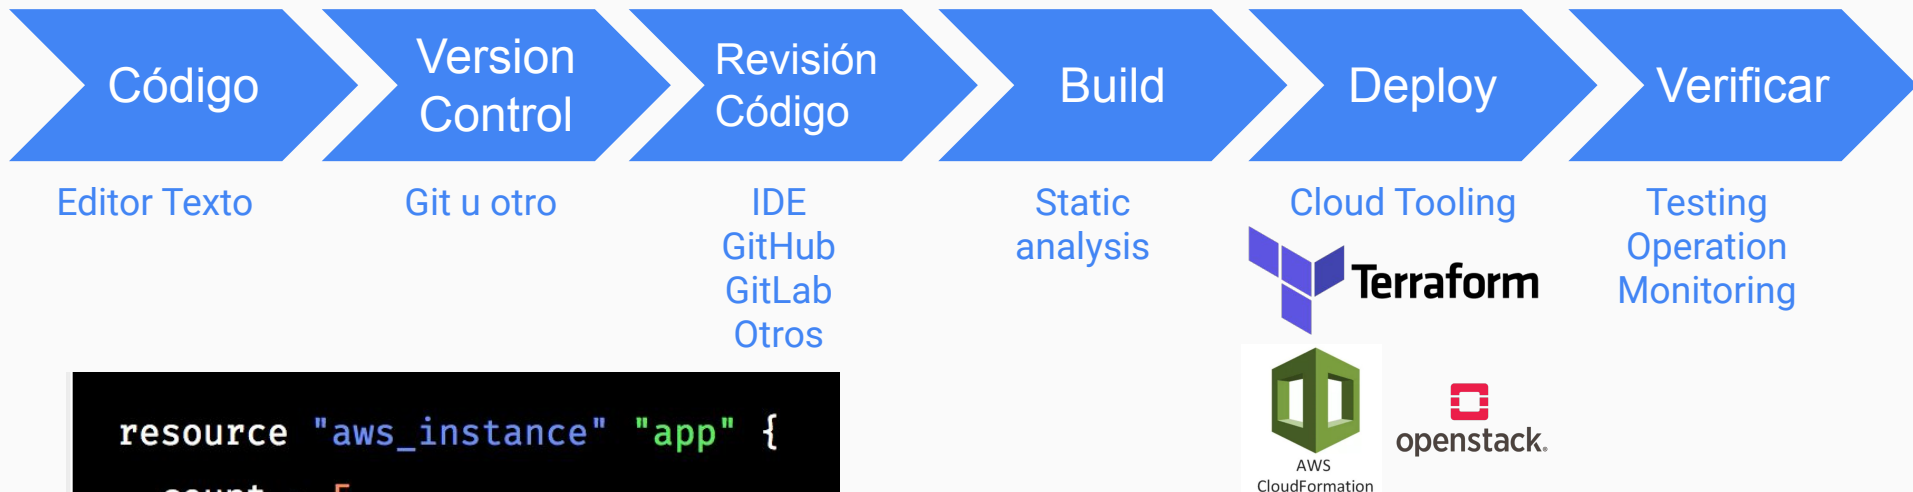 Código
Version
Control
Revisión
Código
Build
Deploy
Verificar
Editor Texto
Git u otro
IDE
GitHub
GitLab
Otros
Static
analysis
Cloud Tooling
Terraform
AWS
CloudFormation
openstack.
Testing
Operation
Monitoring
resource "aws_instance" "app" {